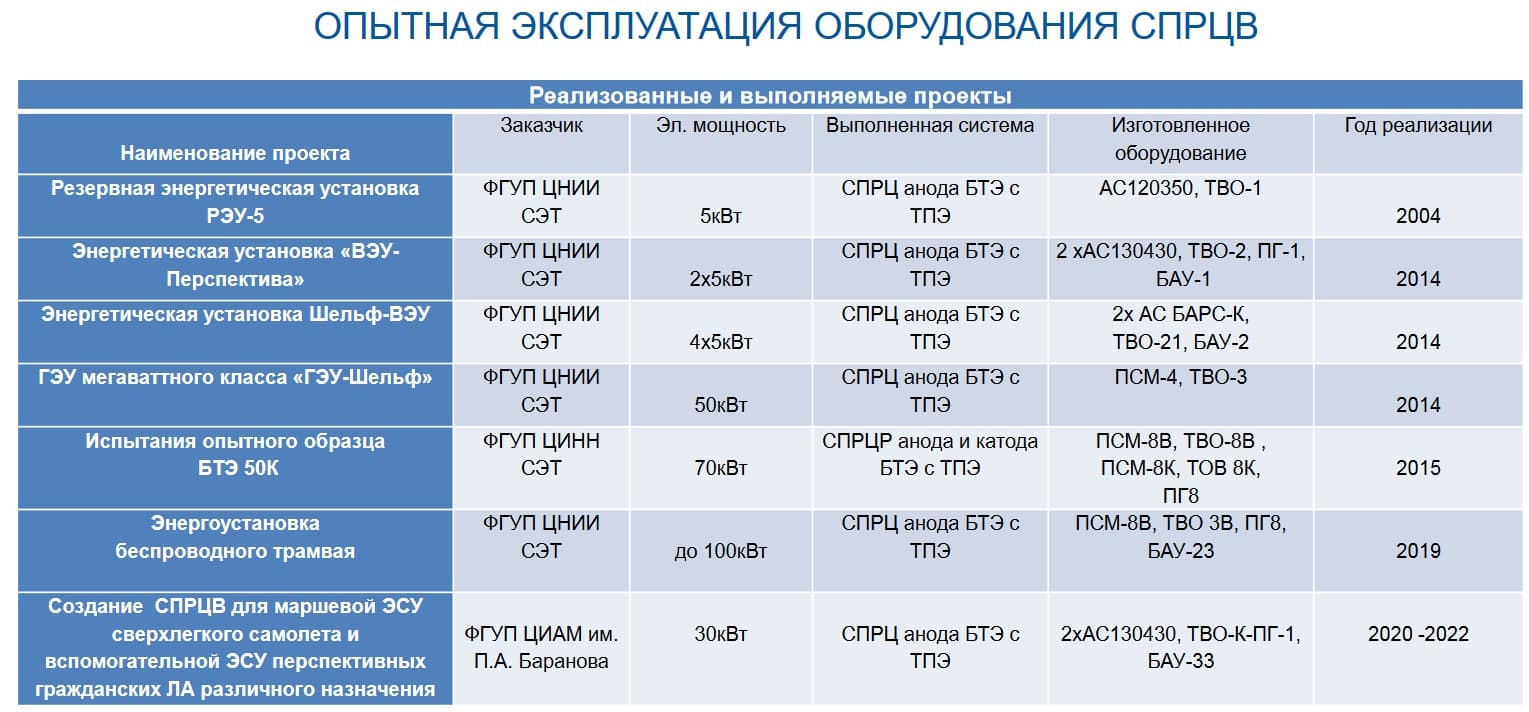 ОПЫТНАЯ ЭКСПЛУАТАЦИЯ ОБОРУДОВАНИЯ СПРЦВ
Реализованные и выполняемые проекты
Наименование проекта
Заказчик
Эл. мощность
Выполненная система
Изготовленное
оборудование
Год реализации
Резервная энергетическая установка
РЭУ-5
ФГУП ЦНИИ
СЭТ
5кВт
СПРЦ анода БТЭ с
ТПЭ
АС120350, ТВО-1
2004
Энергетическая установка «ВЭУ-
Перспектива»
ФГУП ЦНИИ
СЭТ
2х5кВт
СПРЦ анода БТЭ с
ТПЭ
2 хАС130430, ТВО-2, ПГ-1,
БАУ-1
2014
Энергетическая установка Шельф-ВЭУ
ФГУП ЦНИИ
СЭТ
4х5кВт
СПРЦ анода БТЭ с
ТПЭ
2х АС БАРС-К,
ТВО-21, БАУ-2
2014
ГЭУ мегаваттного класса «ГЭУ-Шельф»
ФГУП ЦНИИ
СЭТ
50кВт
СПРЦ анода БТЭ с
ТПЭ
ПСМ-4, ТВО-3
2014
Испытания опытного образца
БТЭ 50К
ФГУП ЦИНН
СЭТ
70кВт
СПРЦР анода и катода
БТЭ с ТПЭ
ПСМ-8В, ТВО-8В ,
ПСМ-8К, ТОВ 8К,
ПГ8
2015
Энергоустановка
беспроводного трамвая
ФГУП ЦНИИ
СЭТ
до 100кВт
СПРЦ анода БТЭ с
ТПЭ
ПСМ-8В, ТВО 3В, ПГ8,
БАУ-23
2019
Создание СПРЦВ для маршевой ЭСУ
сверхлегкого самолета и
вспомогательной ЭСУ перспективных
гражданских ЛА различного назначения
ФГУП ЦИАМ им.
П.А. Баранова
30кВт
СПРЦ анода БТЭ с
ТПЭ
2хАС130430, ТВО-К-ПГ-1,
БАУ-33
2020 -2022